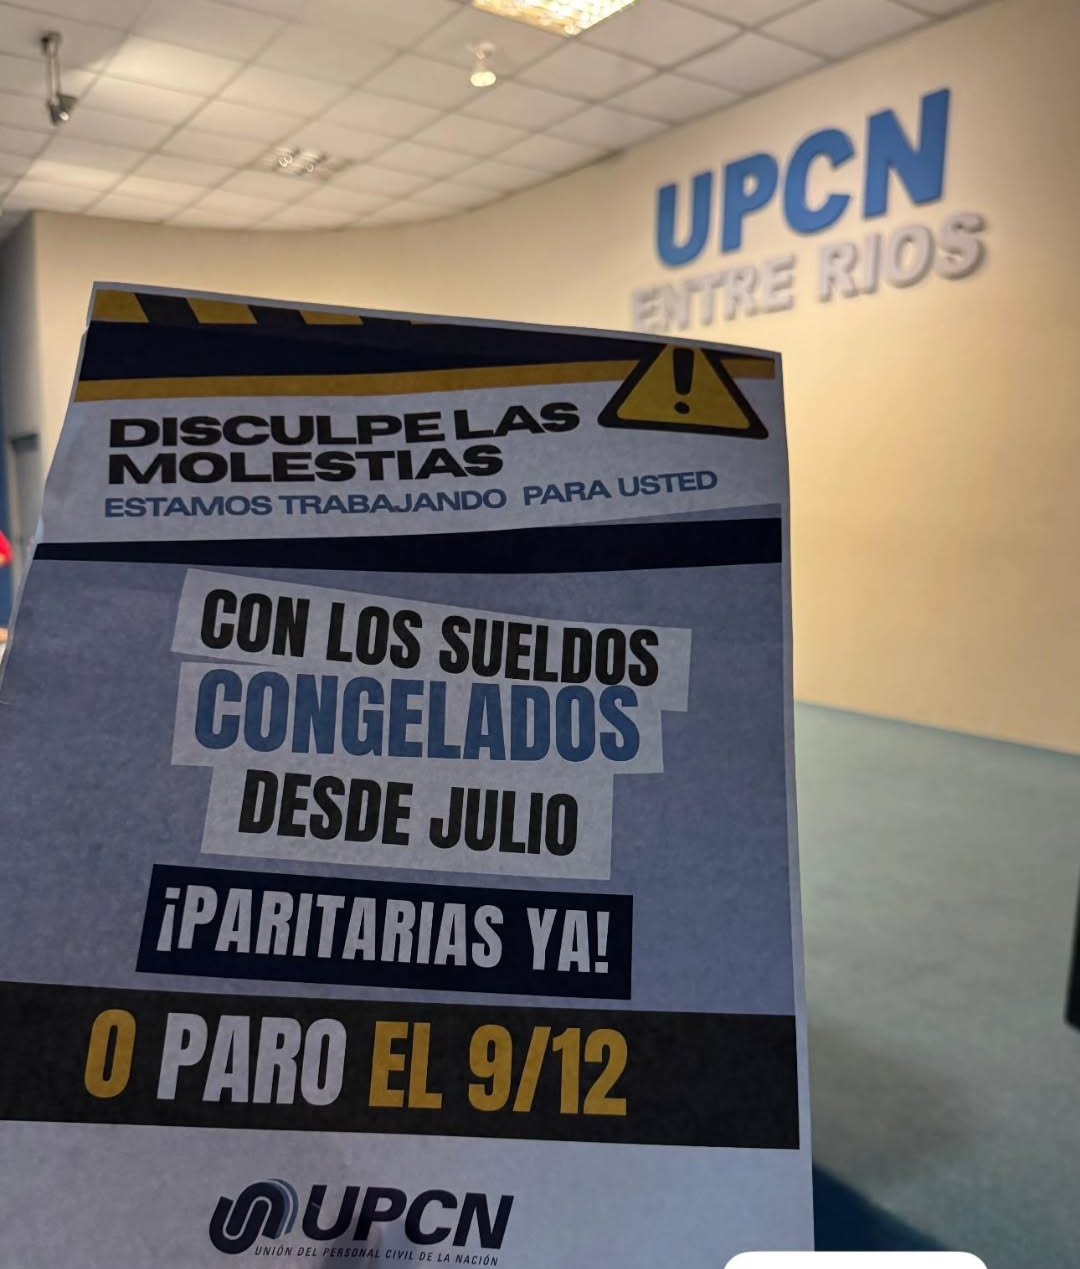 UPCN
ENTRE RIOS
DISCULPE LAS
MOLESTIAS
ESTAMOS TRABAJANDO PARA USTED
CON LOS SUELDOS
CONGELADOS
DESDE JULIO
¡PARITARIAS YA!
O PARO EL 9/12
UPCN
UNIÓN DEL PERSONAL CIVIL DE LA NACIÓN